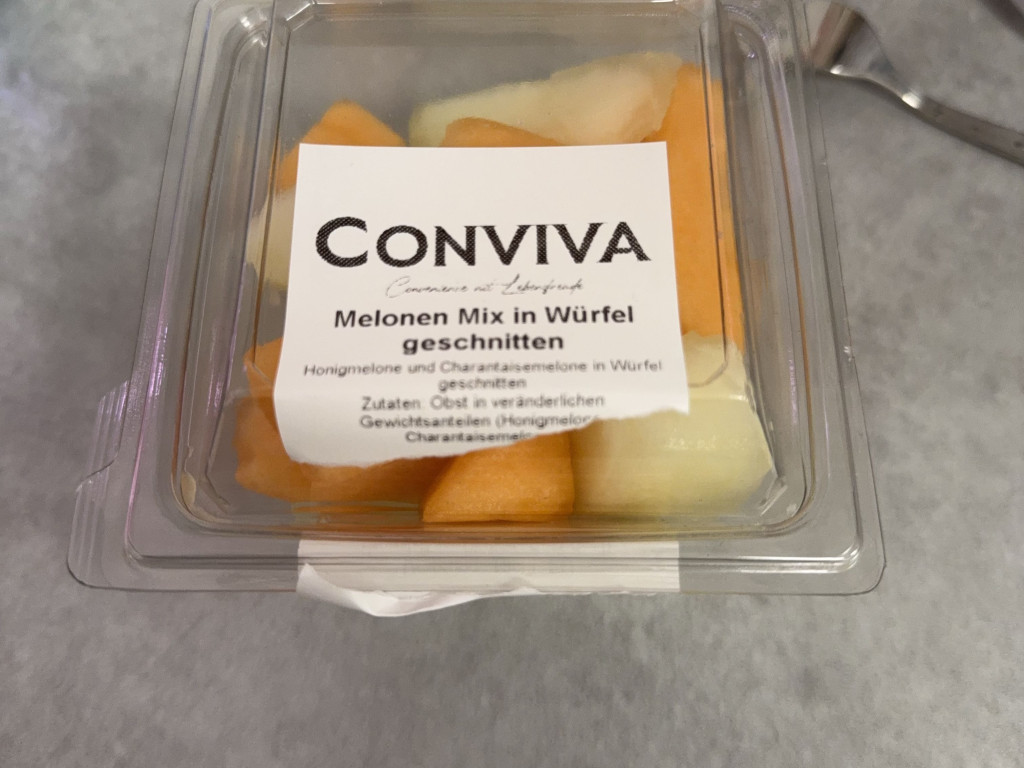 CONVIVA
Convenience mit Lebensfreude
Melonen Mix in Würfel
geschnitten
Honigmelone und Charantaisemelone in Würfel
geschnitten
Zutaten: Obst in veränderlichen
Gewichtsanteilen (Honigmelone